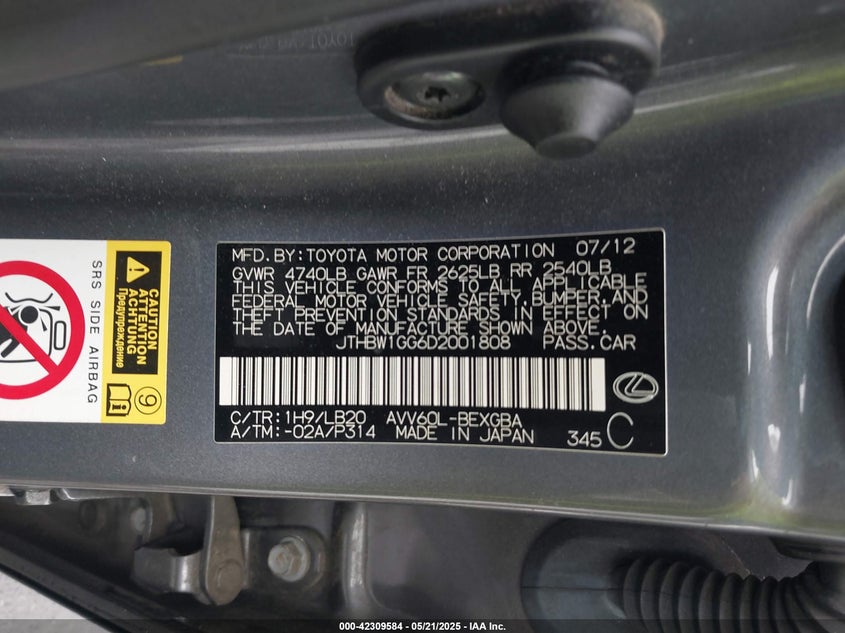 MFD. BY: TOYOTA MOTOR CORPORATION 07/12
GVWR 4740LB GAWR FR 2625LB RR 2540LB
THIS VEHICLE CONFORMS TO ALL APPLICABLE
FEDERAL MOTOR VEHICLE SAFETY, BUMPER, AND
THEFT PREVENTION STANDARDS IN EFFECT ON
THE DATE OF MANUFACTURE SHOWN ABOVE.
JTHBW1GG6D2001808 PASS. CAR
C/TR: 1H9/LB20 AVV60L-BEXGBA
A/TM: -02A/P314 MADE IN JAPAN 345 C
SRS SIDE AIRBAG
CAUTION
ATTENTION
ACHTUNG
Предупреждение
9
000-42309584 - 05/21/2025 - IAA Inc.